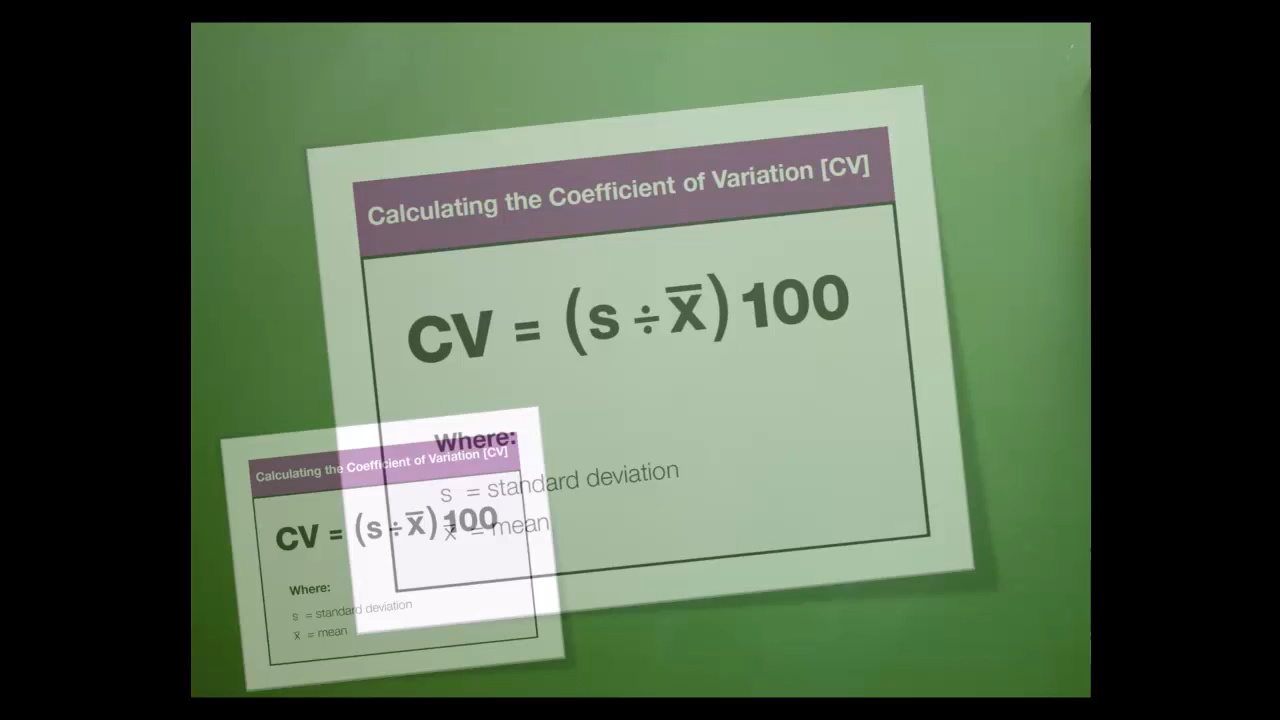 Calculating the Coefficient of Variation [CV]
CV = (s ÷ x̅) 100
Where:
s = standard deviation
x̅ = mean
Calculating the Coefficient of Variation [CV]
CV = (s ÷ x̅) 100
Where:
s = standard deviation
x̅ = mean